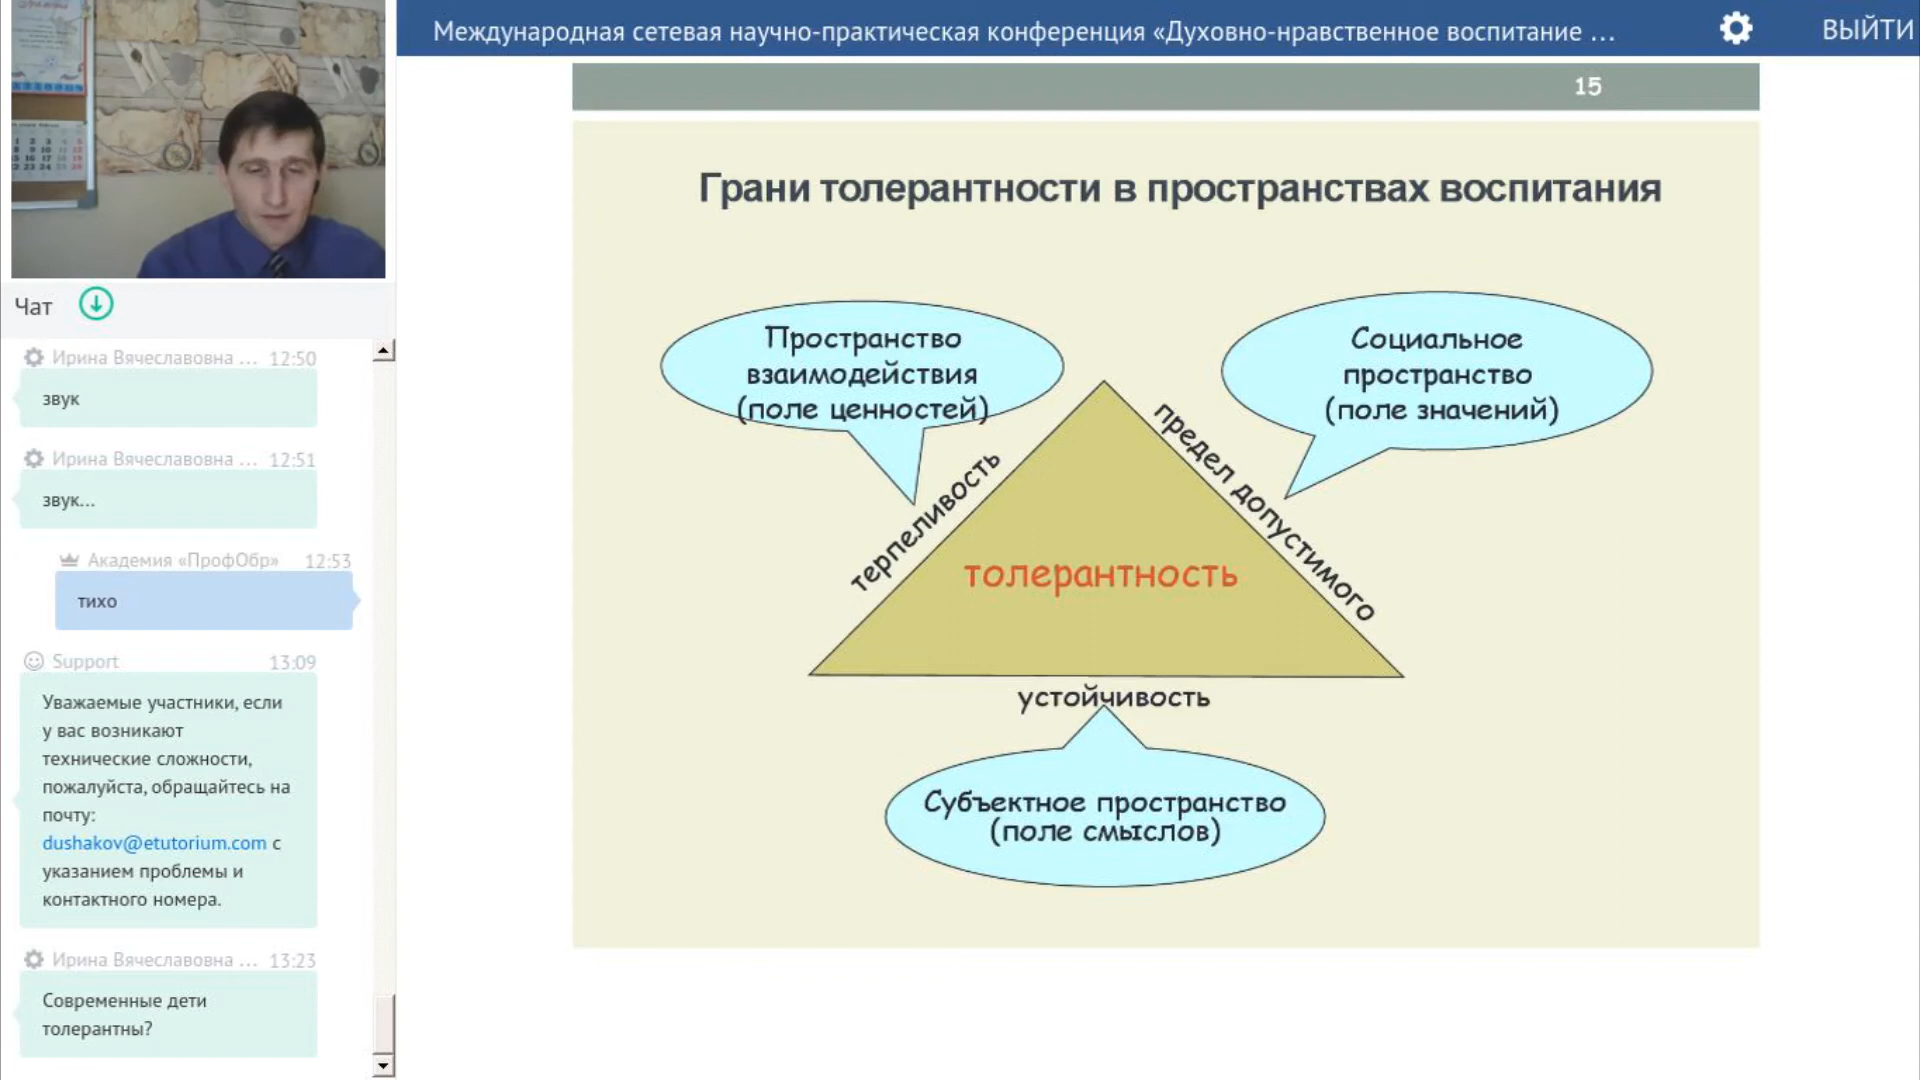 Международная сетевая научно-практическая конференция «Духовно-нравственное воспитание ...
ВЫЙТИ
Чат
Ирина Вячеславовна ... 12:50
звук
Ирина Вячеславовна ... 12:51
звук...
Академия «ПрофОбр» 12:53
тихо
Support 13:09
Уважаемые участники, если
у вас возникают
технические сложности,
пожалуйста, обращайтесь на
почту:
dushakov@etutorium.com с
указанием проблемы и
контактного номера.
Ирина Вячеславовна ... 13:23
Современные дети
толерантны?
15
Грани толерантности в пространствах воспитания
Пространство
взаимодействия
(поле ценностей)
Социальное
пространство
(поле значений)
терпеливость
предел допустимого
толерантность
устойчивость
Субъектное пространство
(поле смыслов)